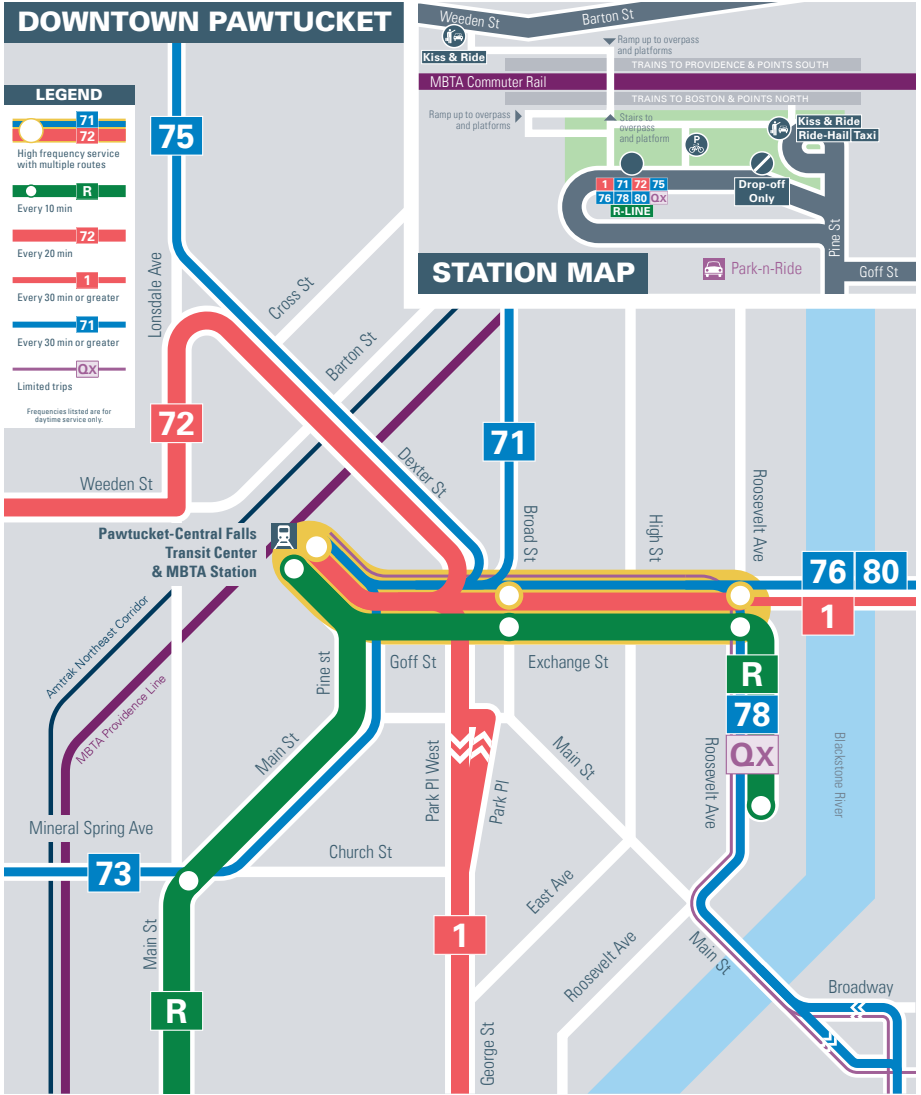 DOWNTOWN PAWTUCKET
LEGEND
71
72
High frequency service
with multiple routes
R
Every 10 min
72
Every 20 min
1
Every 30 min or greater
71
Every 30 min or greater
Qx
Limited trips
Frequencies litsted are for
daytime service only.
Weeden St
Barton St
Kiss & Ride
Ramp up to overpass
and platforms
TRAINS TO PROVIDENCE & POINTS SOUTH
MBTA Commuter Rail
TRAINS TO BOSTON & POINTS NORTH
Ramp up to overpass
and platforms
Stairs to
overpass
and platform
P
Kiss & Ride
Ride-Hail Taxi
1 71 72 75
76 78 80 Qx
R-LINE
Drop-off
Only
Pine St
Goff St
STATION MAP
Park-n-Ride
75
Lonsdale Ave
Cross St
Barton St
72
Weeden St
Dexter St
71
Broad St
High St
Roosevelt Ave
Pawtucket-Central Falls
Transit Center
& MBTA Station
76 80
1
Amtrak Northeast Corridor
MBTA Providence Line
Pine st
Goff St
Exchange St
R
78
Qx
Main St
Park Pl West
Park Pl
Main St
Roosevelt Ave
Blackstone River
Mineral Spring Ave
Church St
73
Main St
1
East Ave
Roosevelt Ave
Main St
Broadway
R
George St